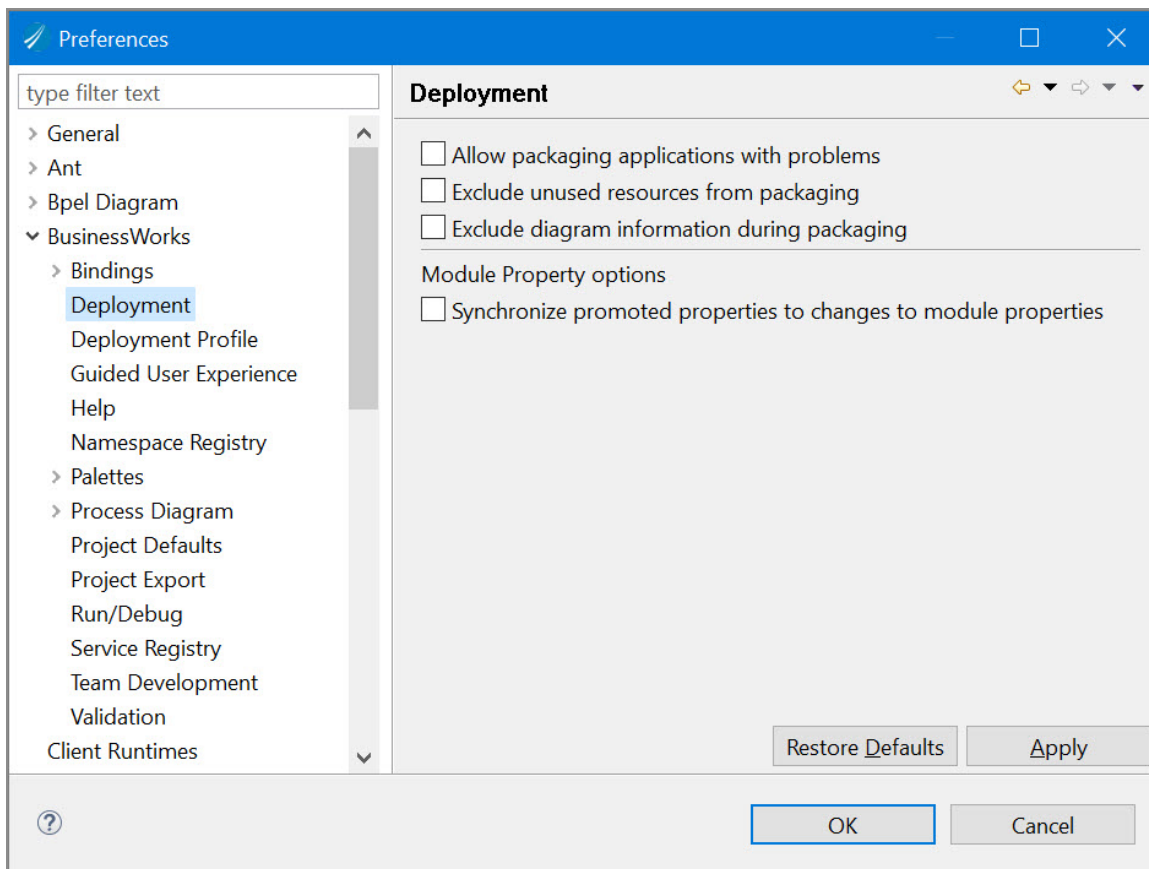 Preferences
type filter text
General
Ant
Bpel Diagram
BusinessWorks
Bindings
Deployment
Deployment Profile
Guided User Experience
Help
Namespace Registry
Palettes
Process Diagram
Project Defaults
Project Export
Run/Debug
Service Registry
Team Development
Validation
Client Runtimes
Deployment
Allow packaging applications with problems
Exclude unused resources from packaging
Exclude diagram information during packaging
Module Property options
Synchronize promoted properties to changes to module properties
Restore Defaults
Apply
?
OK
Cancel